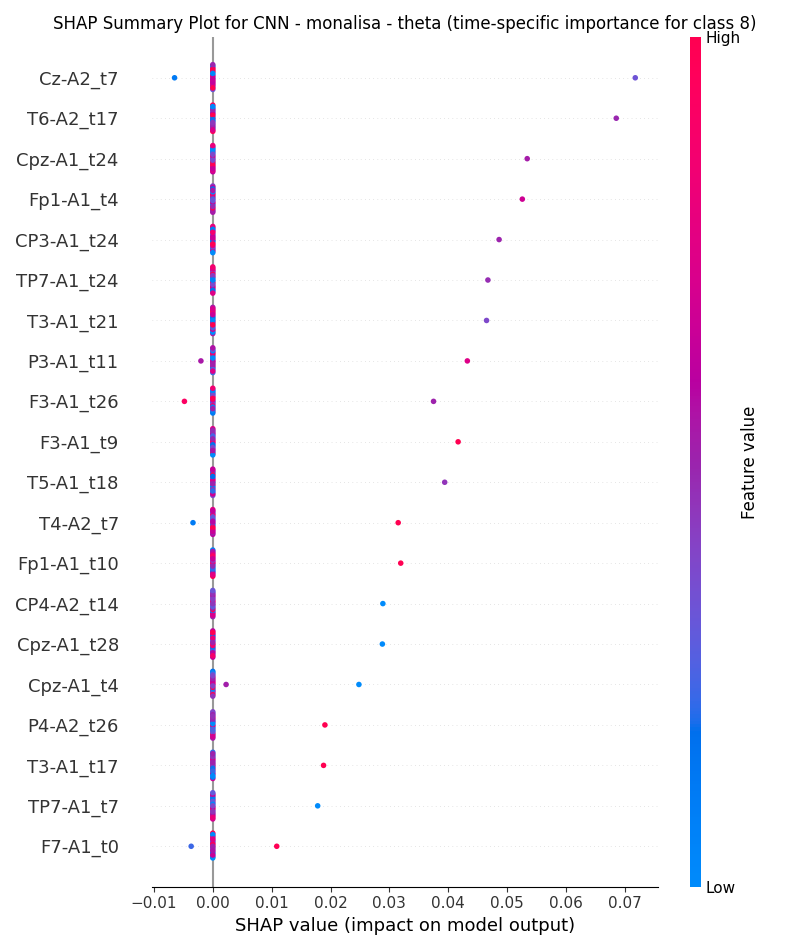 SHAP Summary Plot for CNN - monalisa - theta (time-specific importance for class 8)
High
Cz-A2_t7
T6-A2_t17
Cpz-A1_t24
Fp1-A1_t4
CP3-A1_t24
TP7-A1_t24
T3-A1_t21
P3-A1_t11
F3-A1_t26
F3-A1_t9
T5-A1_t18
T4-A2_t7
Fp1-A1_t10
CP4-A2_t14
Cpz-A1_t28
Cpz-A1_t4
P4-A2_t26
T3-A1_t17
TP7-A1_t7
F7-A1_t0
Feature value
Low
−0.01 0.00 0.01 0.02 0.03 0.04 0.05 0.06 0.07
SHAP value (impact on model output)